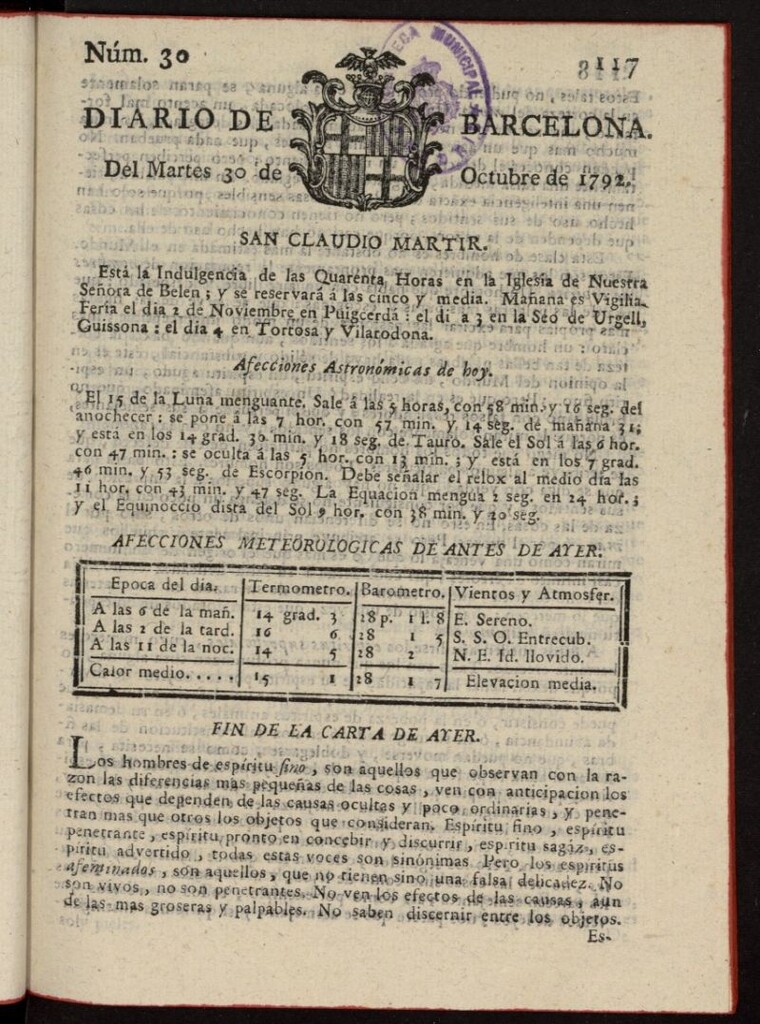 Núm. 30
117
DIARIO DE BARCELONA.
Del Martes 30 de Octubre de 1792.
SAN CLAUDIO MARTIR.
Está la Indulgencia de las Quarenta Horas en la Iglesia de Nuestra
Señora de Belen ; y se reservará á las cinco y media. Mañana es Vigilia.
Feria el dia 2 de Noviembre en Puigcerdá : el di a 3 en la Seo de Urgell,
Guissona : el dia 4 en Tortosa y Vilarodona.
Afecciones Astronómicas de hoy.
El 15 de la Luna menguante. Sale á las 5 horas, con 58 min. y 16 seg. del
anochecer : se pone á las 7 hor. con 57 min. y 14 seg. de mañana 31;
y está en los 14 grad. 30 min. y 18 seg. de Tauro. Sale el Sol á las 6 hor.
con 47 min. : se oculta á las 5 hor. con 13 min. ; y está en los 7 grad.
46 min. y 53 seg. de Escorpion. Debe señalar el relox al medio dia las
11 hor. con 43 min. y 47 seg. La Equacion mengua 2 seg. en 24 hor. ;
y el Equinoccio dista del Sol 9 hor. con 38 min. y 20 seg.
AFECCIONES METEOROLOGICAS DE ANTES DE AYER.
Epoca del dia. Termometro. Barometro. Vientos y Atmosfer.
A las 6 de la mañ. 14 grad. 3 28 p. 1 l. 8 E. Sereno.
A las 2 de la tard. 16 6 28 1 5 S. S. O. Entrecub.
A las 11 de la noc. 14 5 28 2 N. E. Id. llovido.
Calor medio. . . . . 15 1 28 1 7 Elevacion media.
FIN DE LA CARTA DE AYER.
Los hombres de espíritu fino , son aquellos que observan con la ra-
zon las diferencias mas pequeñas de las cosas , ven con anticipacion los
efectos que dependen de las causas ocultas y poco ordinarias , y pene-
tran mas que otros los objetos que consideran. Espíritu fino , espíritu
penetrante , espíritu pronto en concebir y discurrir, espiritu sagáz, es-
píritu advertido , todas estas voces son sinónimas Pero los espiritus
afeminados , son aquellos , que no tienen sino una falsa delicadez. No
son vivos , no son penetrantes. No ven los efectos de las causas , aun
de las mas groseras y palpables. No saben discernir entre los objetos.
Es-